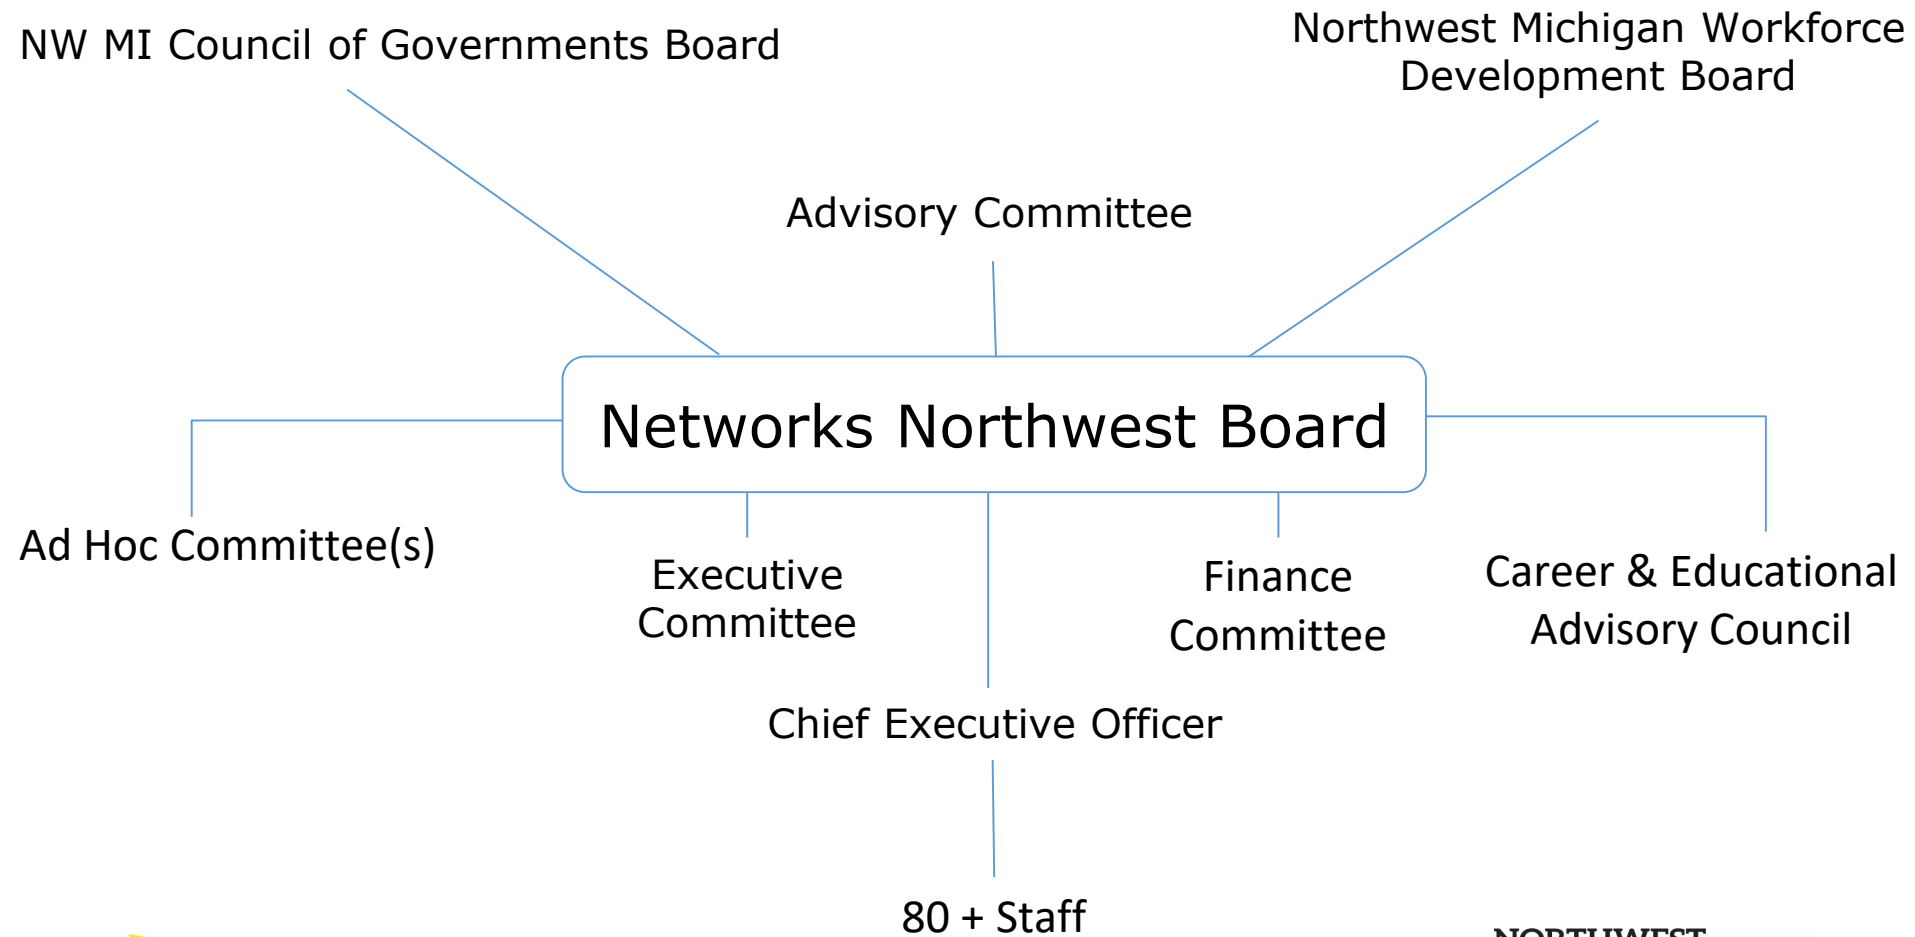 NW MI Council of Governments Board
Northwest Michigan Workforce
Development Board
Advisory Committee
Networks Northwest Board
Ad Hoc Committee(s)
Executive
Committee
Finance
Committee
Career & Educational
Advisory Council
Chief Executive Officer
80 + Staff
NORTHWEST